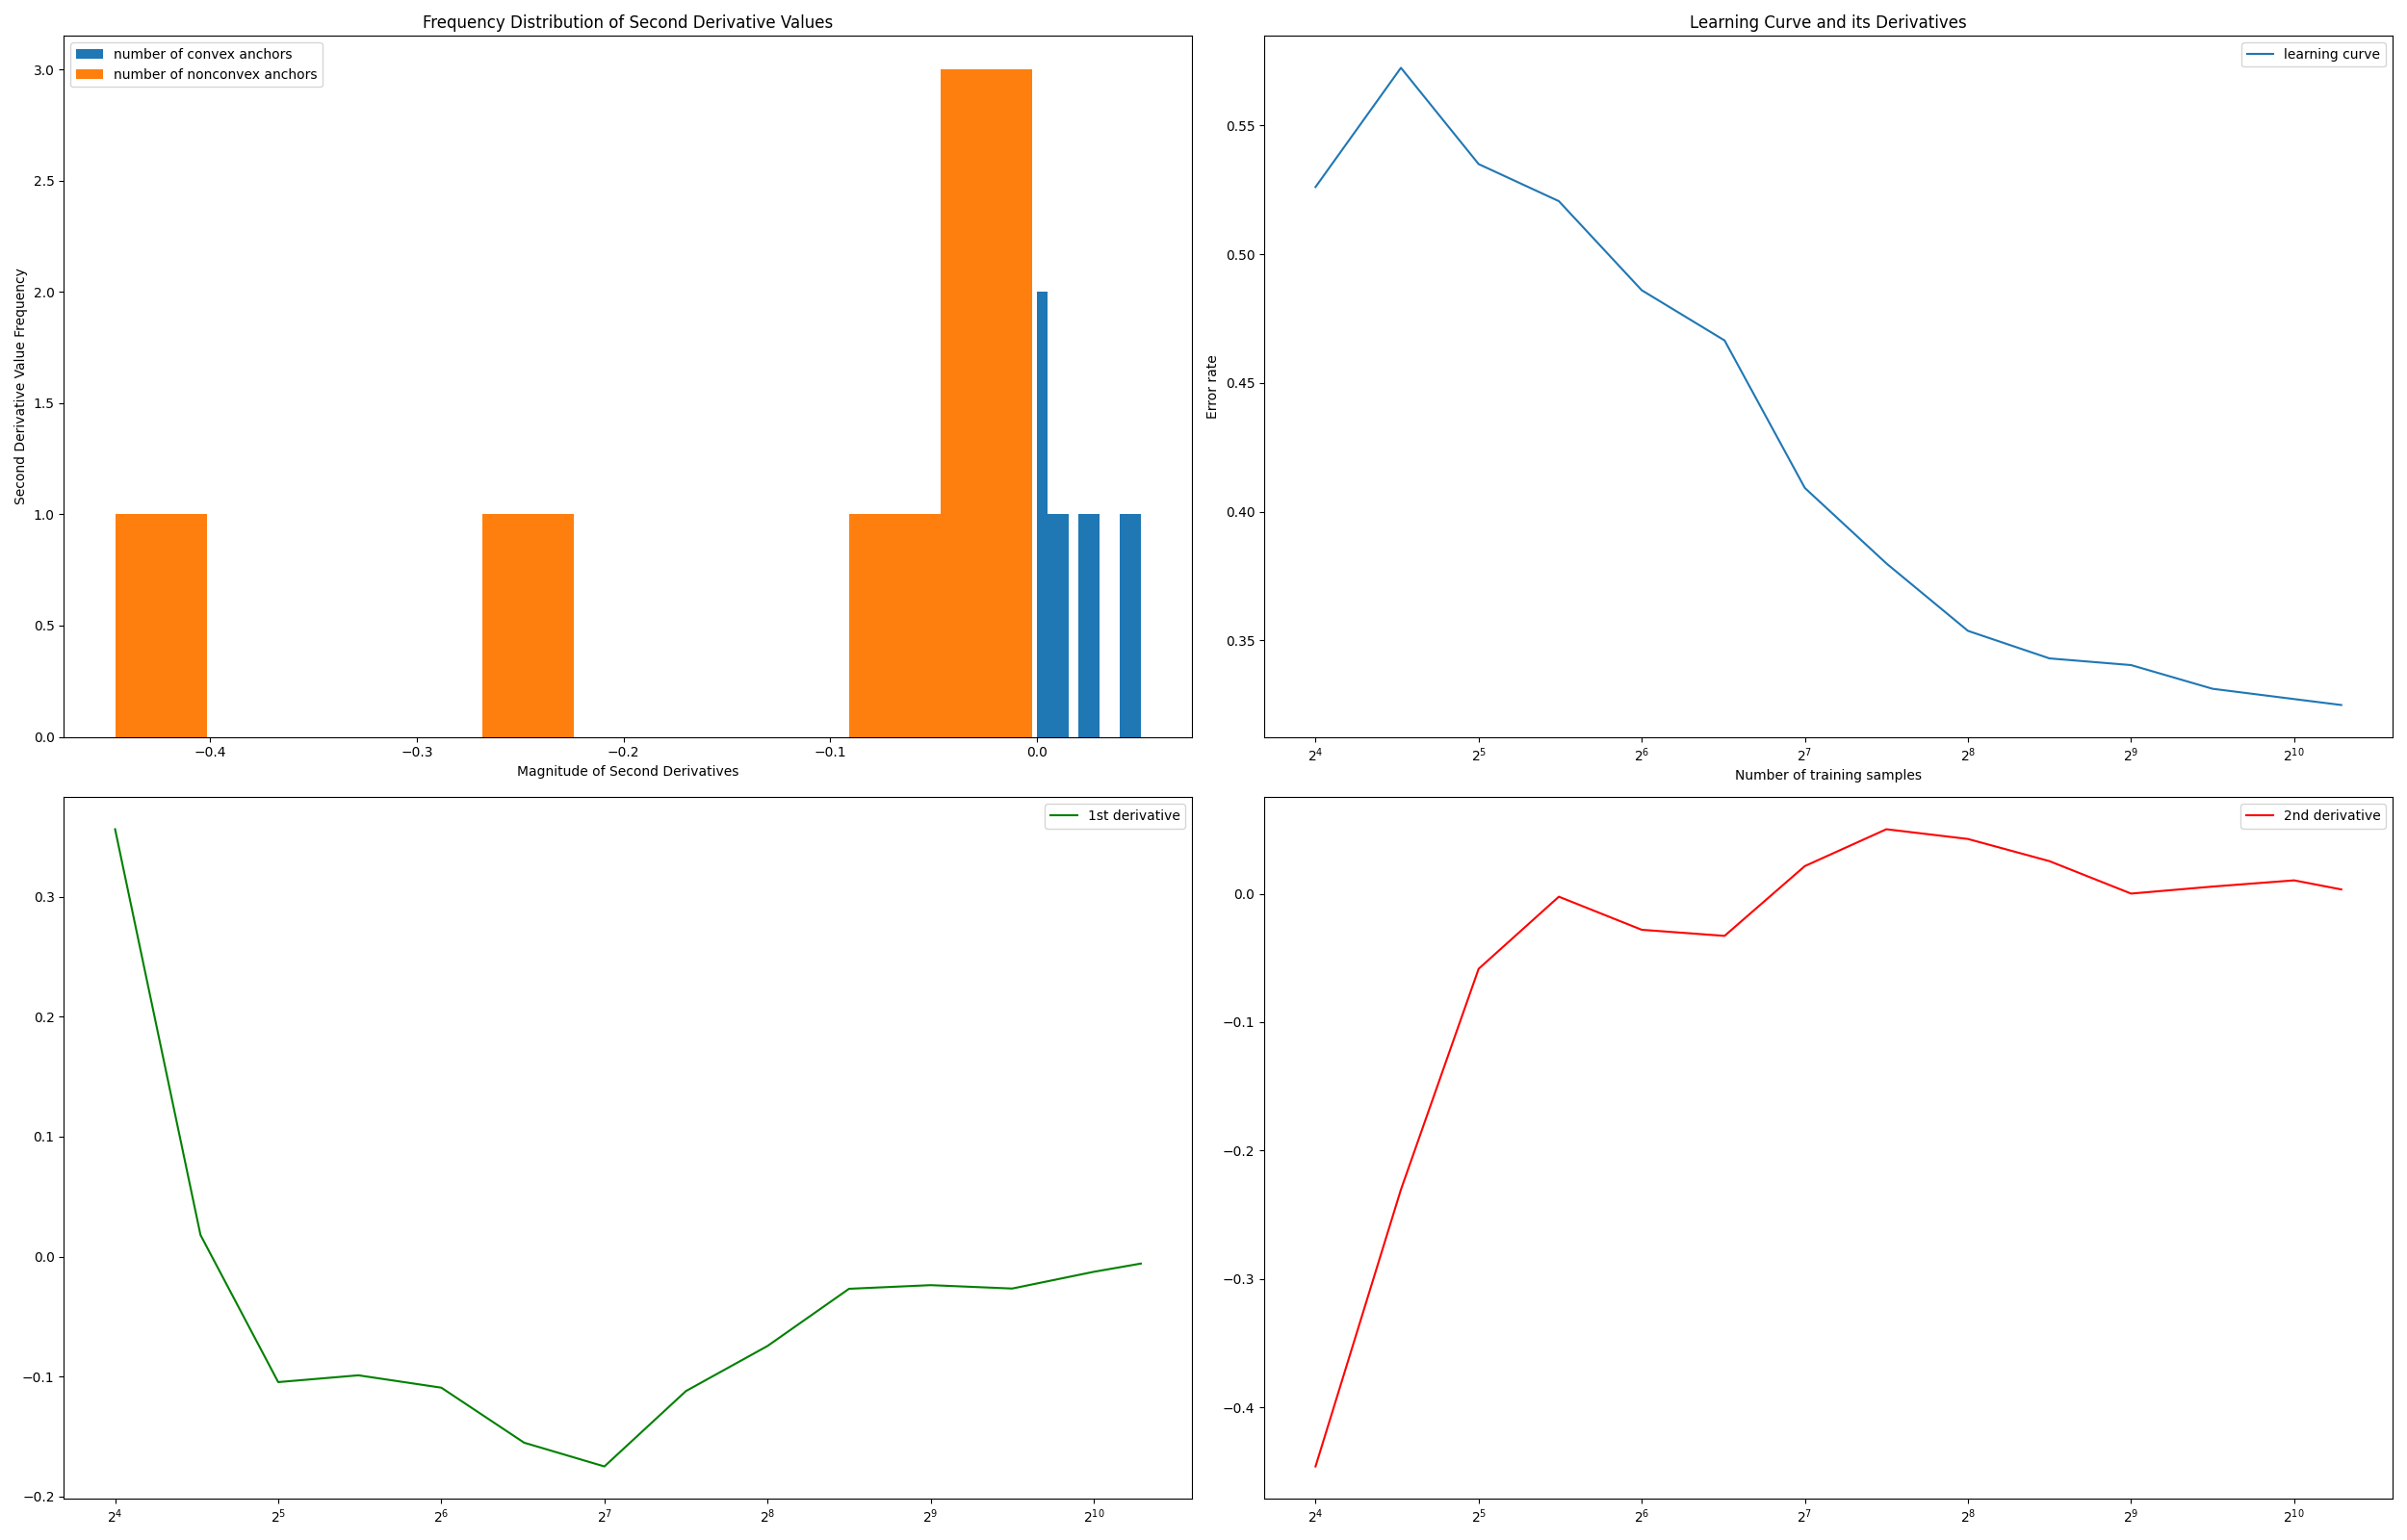 Frequency Distribution of Second Derivative Values
number of convex anchors
number of nonconvex anchors
Second Derivative Value Frequency
3.0
2.5
2.0
1.5
1.0
0.5
0.0
−0.4 −0.3 −0.2 −0.1 0.0
Magnitude of Second Derivatives
Learning Curve and its Derivatives
learning curve
Error rate
0.55
0.50
0.45
0.40
0.35
2⁴ 2⁵ 2⁶ 2⁷ 2⁸ 2⁹ 2¹⁰
Number of training samples
1st derivative
0.3
0.2
0.1
0.0
−0.1
−0.2
2⁴ 2⁵ 2⁶ 2⁷ 2⁸ 2⁹ 2¹⁰
2nd derivative
0.0
−0.1
−0.2
−0.3
−0.4
2⁴ 2⁵ 2⁶ 2⁷ 2⁸ 2⁹ 2¹⁰